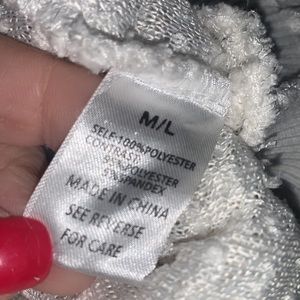 M/L
SELF:100%POLYESTER
CONTRAST:
95%POLYESTER
5%SPANDEX
MADE IN CHINA
SEE REVERSE
FOR CARE